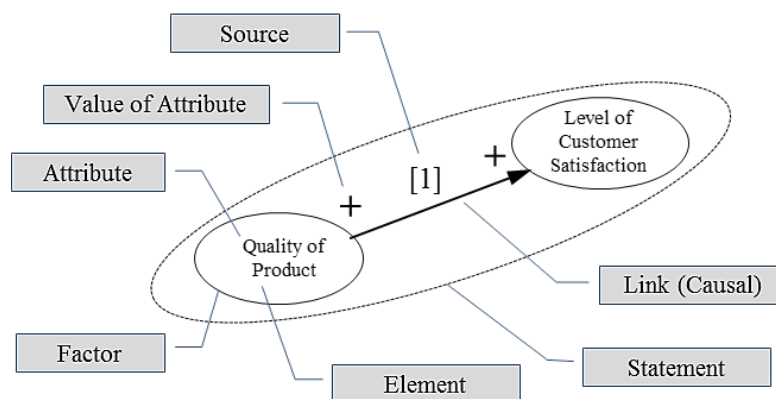 Source
Value of Attribute
Attribute
Level of
Customer
Satisfaction
+
[1]
+
Quality of
Product
Link (Causal)
Factor
Statement
Element